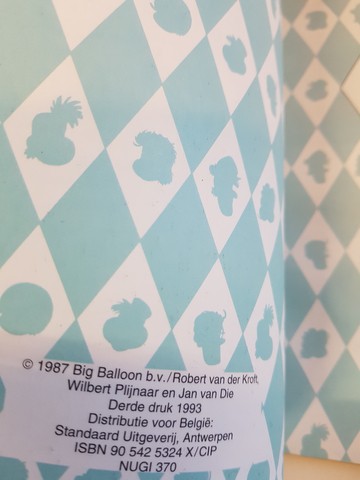 © 1987 Big Balloon b.v./Robert van der Kroft,
Wilbert Plijnaar en Jan van Die
Derde druk 1993
Distributie voor België:
Standaard Uitgeverij, Antwerpen
ISBN 90 542 5324 X/CIP
NUGI 370